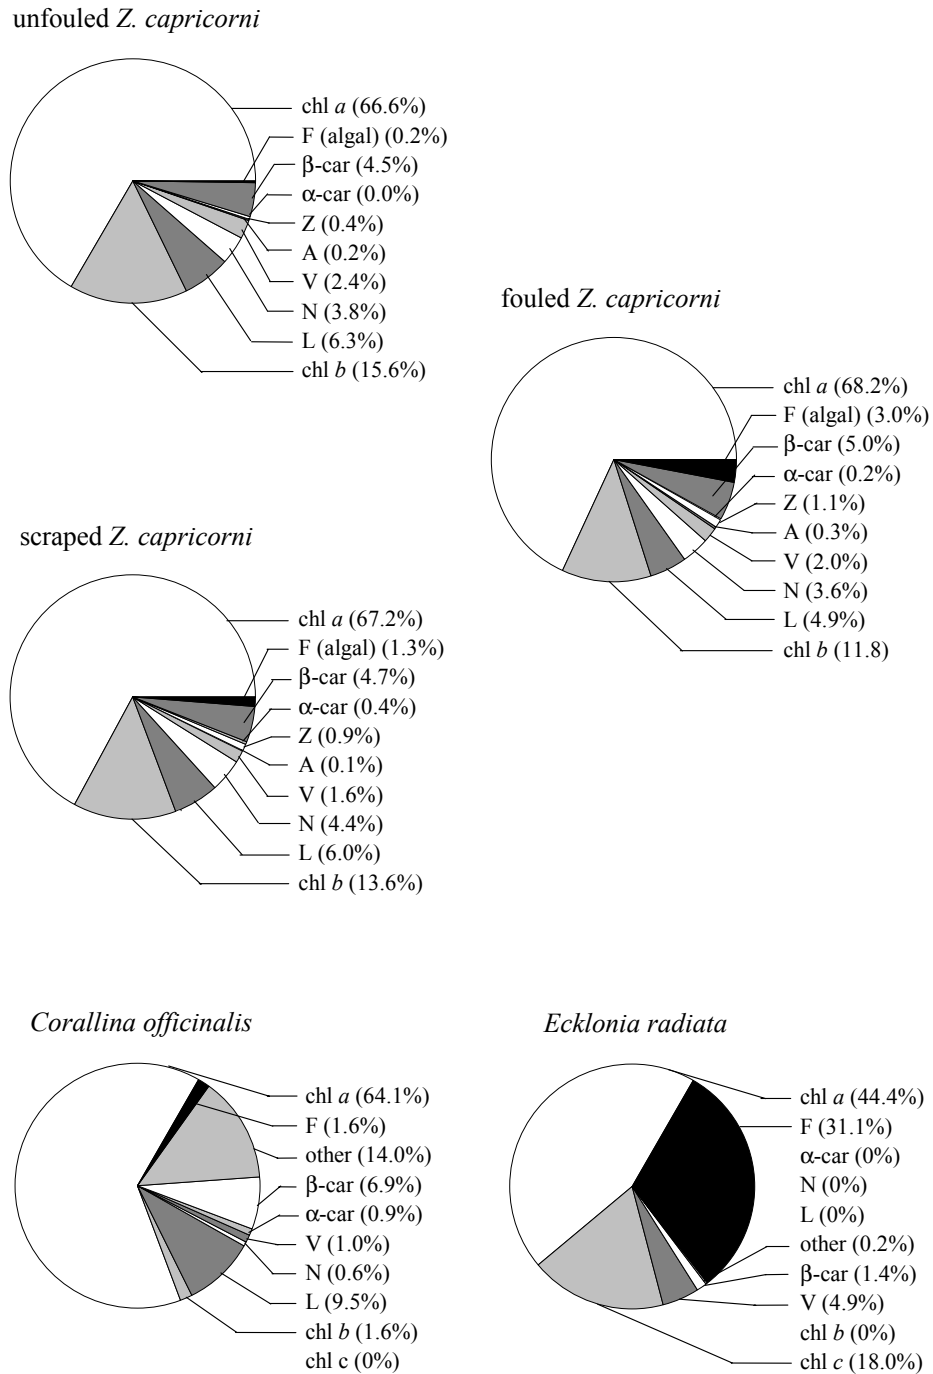 unfouled Z. capricorni
chl a (66.6%)
F (algal) (0.2%)
β-car (4.5%)
α-car (0.0%)
Z (0.4%)
A (0.2%)
V (2.4%)
N (3.8%)
L (6.3%)
chl b (15.6%)
fouled Z. capricorni
chl a (68.2%)
F (algal) (3.0%)
β-car (5.0%)
α-car (0.2%)
Z (1.1%)
A (0.3%)
V (2.0%)
N (3.6%)
L (4.9%)
chl b (11.8)
scraped Z. capricorni
chl a (67.2%)
F (algal) (1.3%)
β-car (4.7%)
α-car (0.4%)
Z (0.9%)
A (0.1%)
V (1.6%)
N (4.4%)
L (6.0%)
chl b (13.6%)
Corallina officinalis
chl a (64.1%)
F (1.6%)
other (14.0%)
β-car (6.9%)
α-car (0.9%)
V (1.0%)
N (0.6%)
L (9.5%)
chl b (1.6%)
chl c (0%)
Ecklonia radiata
chl a (44.4%)
F (31.1%)
α-car (0%)
N (0%)
L (0%)
other (0.2%)
β-car (1.4%)
V (4.9%)
chl b (0%)
chl c (18.0%)